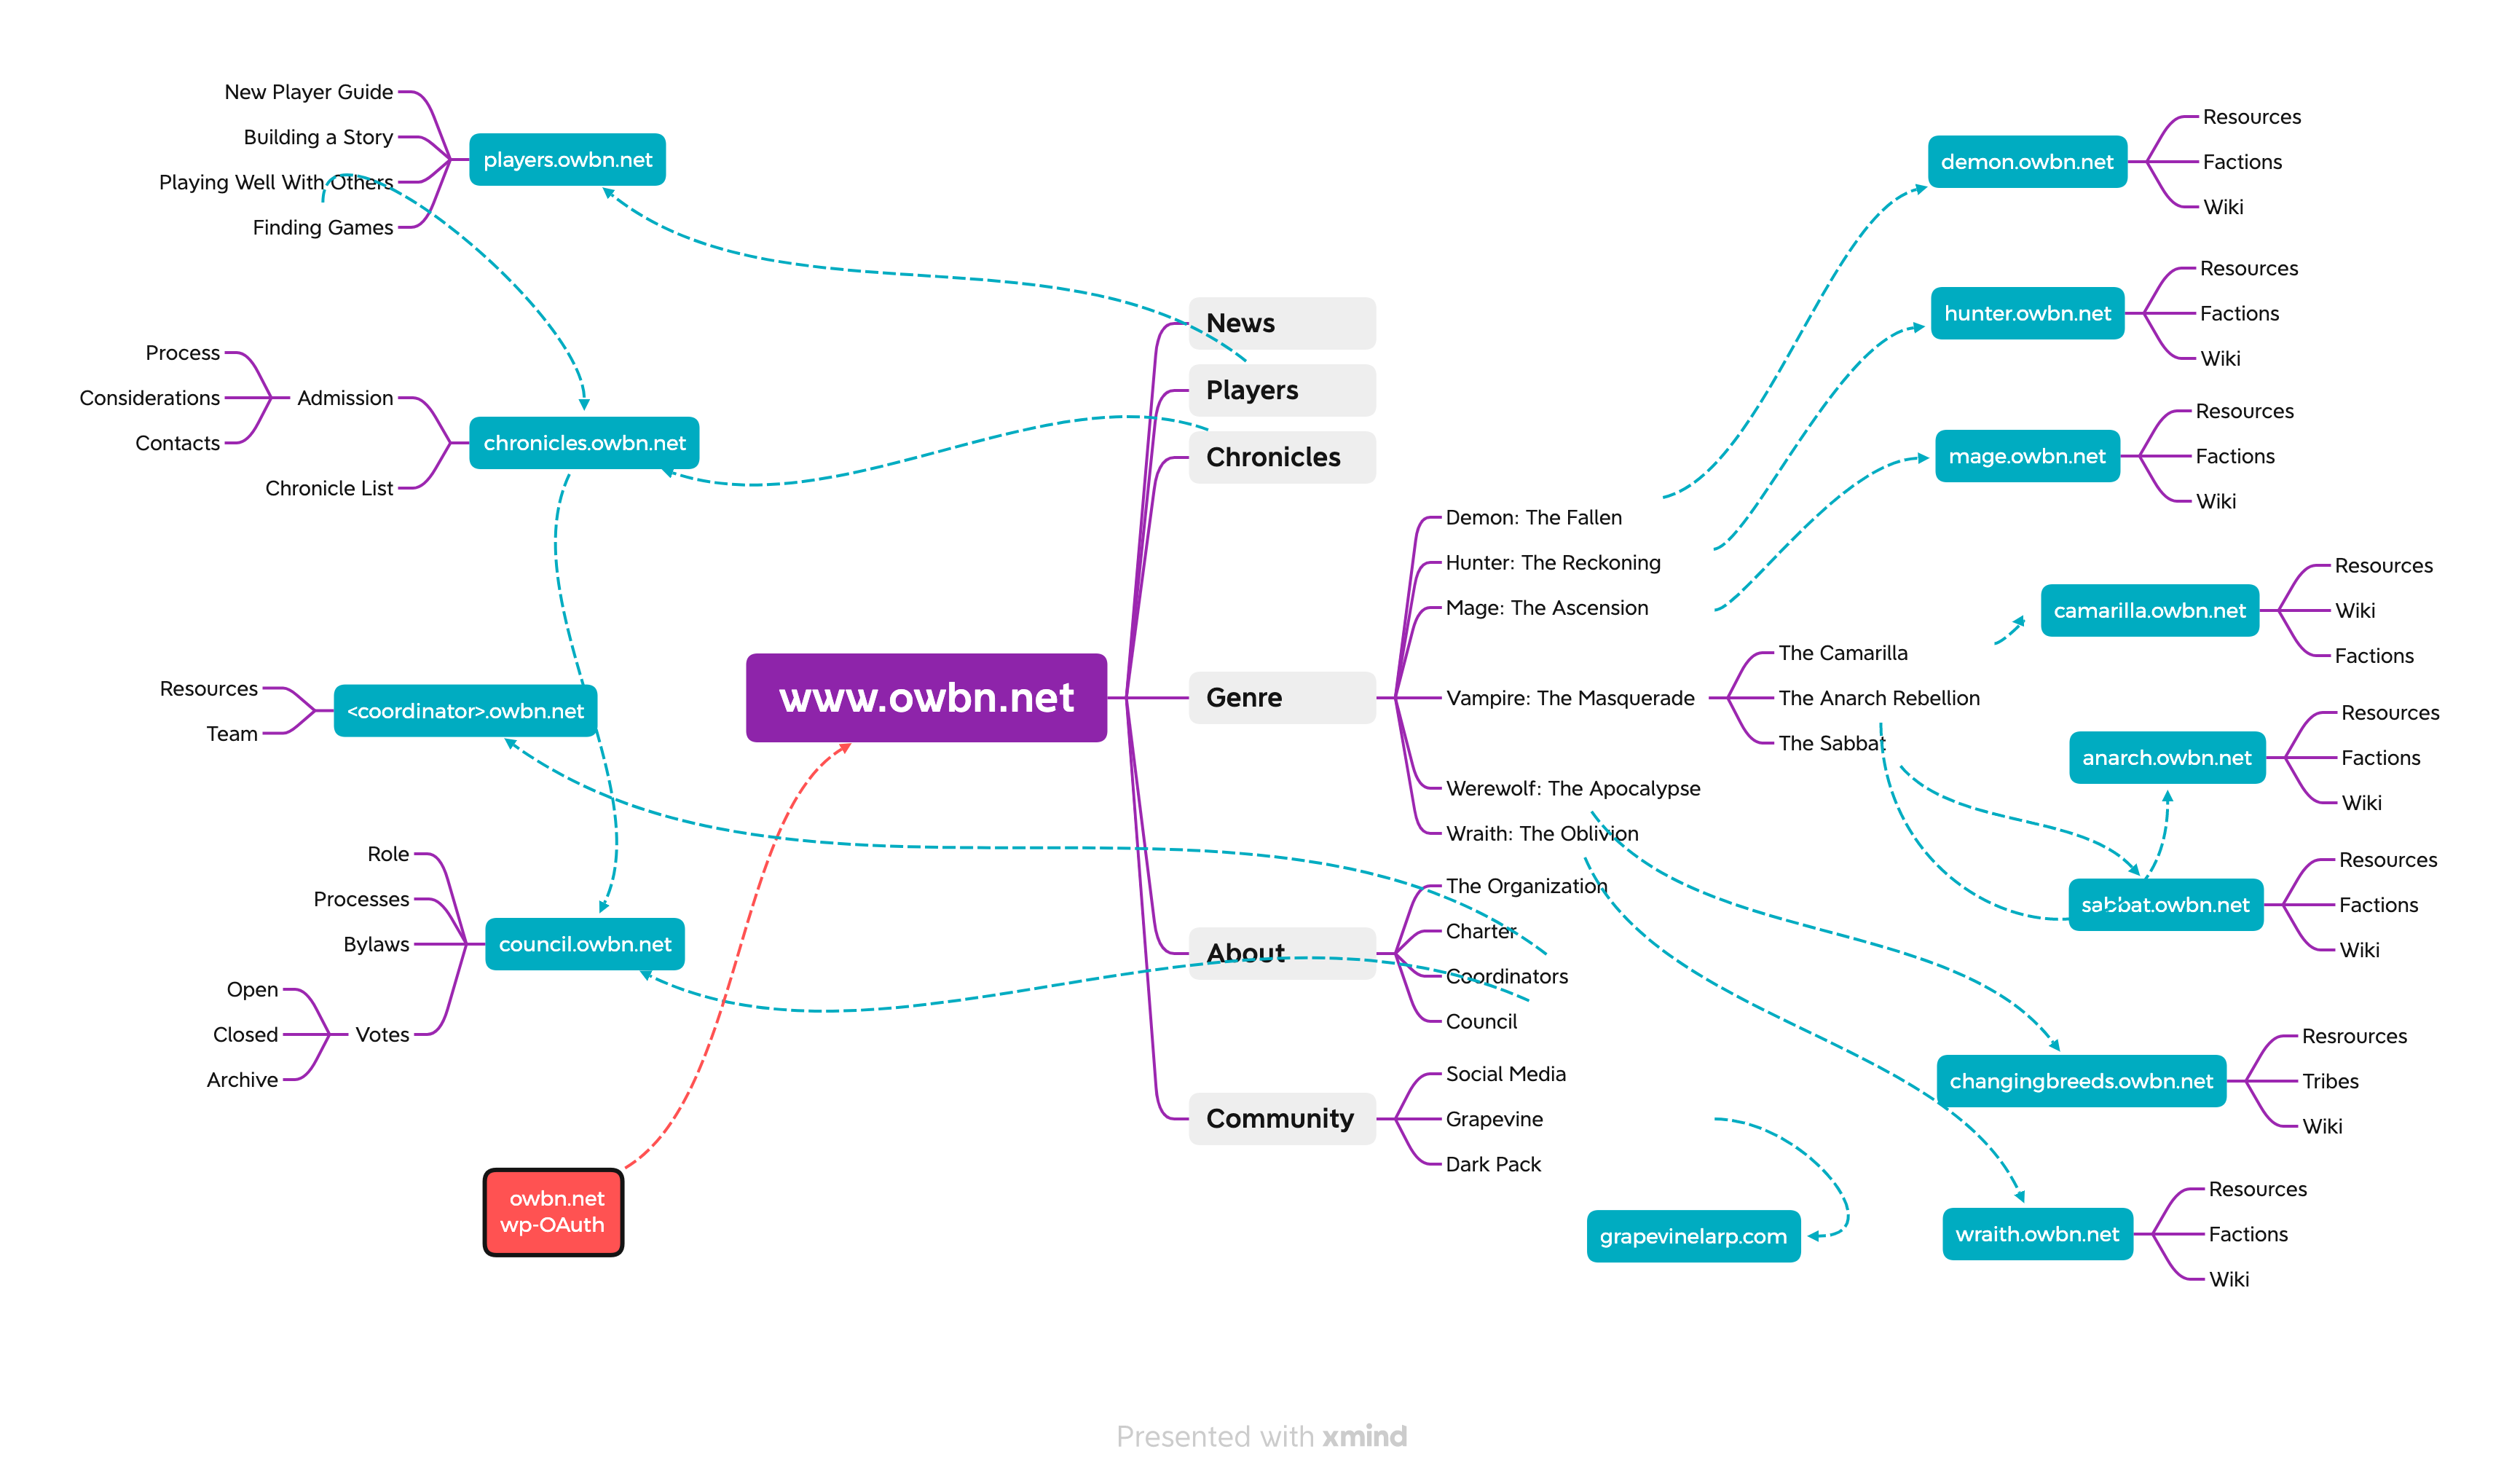 New Player Guide
Building a Story
Playing Well With Others
Finding Games
players.owbn.net
Process
Considerations
Contacts
Admission
Chronicle List
chronicles.owbn.net
Resources
Team
<coordinator>.owbn.net
Role
Processes
Bylaws
Open
Closed
Archive
Votes
council.owbn.net
owbn.net
wp-OAuth
www.owbn.net
News
Players
Chronicles
Genre
Demon: The Fallen
Hunter: The Reckoning
Mage: The Ascension
Vampire: The Masquerade
The Camarilla
The Anarch Rebellion
The Sabbat
Werewolf: The Apocalypse
Wraith: The Oblivion
About
The Organization
Charter
Coordinators
Council
Community
Social Media
Grapevine
Dark Pack
grapevinelarp.com
demon.owbn.net
Resources
Factions
Wiki
hunter.owbn.net
Resources
Factions
Wiki
mage.owbn.net
Resources
Factions
Wiki
camarilla.owbn.net
Resources
Wiki
Factions
anarch.owbn.net
Resources
Factions
Wiki
sabbat.owbn.net
Resources
Factions
Wiki
changingbreeds.owbn.net
Resrources
Tribes
Wiki
wraith.owbn.net
Resources
Factions
Wiki
Presented with xmind